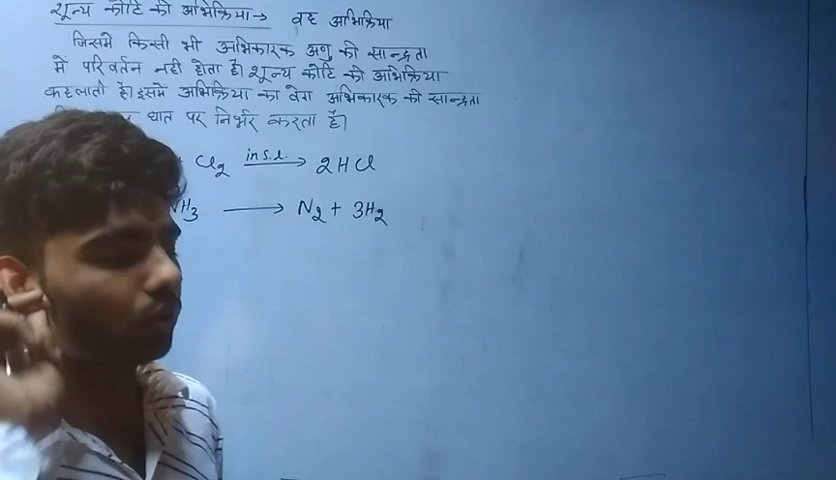 शून्य कोटि की अभिक्रिया→ वह अभिक्रिया
जिसमे किसी भी अभिकारक अणु की सान्द्रता
मे परिवर्तन नही होता है। शून्य कोटि की अभिक्रिया
कहलाती है। इसमे अभिक्रिया का वेग अभिकारक की सान्द्रता
घात पर निर्भर करता है।
Cl₂ in S.L. ⟶ 2HCl
NH₃ ⟶ N₂ + 3H₂